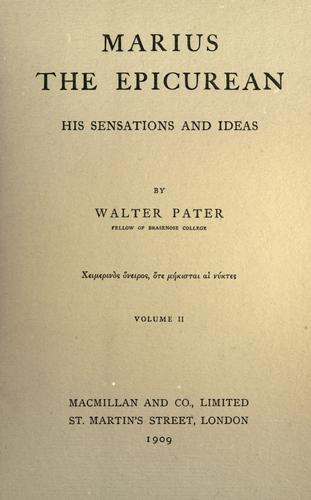 MARIUS
THE EPICUREAN
HIS SENSATIONS AND IDEAS
BY
WALTER PATER
FELLOW OF BRASENOSE COLLEGE
Χειμερινὸς ὄνειρος, ὅτε μήκισται αἱ νύκτες
VOLUME II
MACMILLAN AND CO., LIMITED
ST. MARTIN'S STREET, LONDON
1909